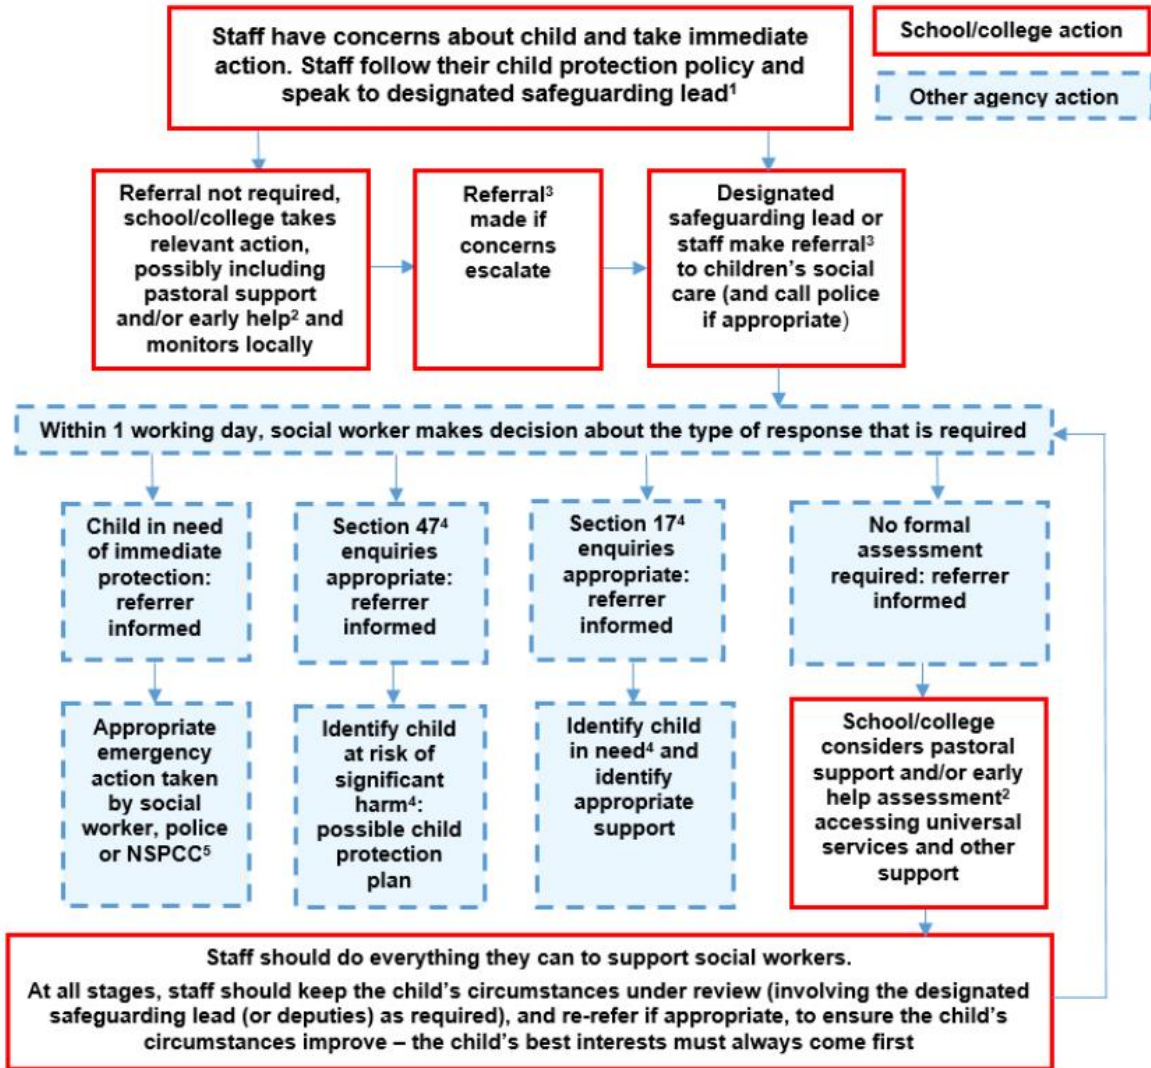 Staff have concerns about child and take immediate
action. Staff follow their child protection policy and
speak to designated safeguarding lead¹
School/college action
Other agency action
Referral not required,
school/college takes
relevant action,
possibly including
pastoral support
and/or early help² and
monitors locally
Referral³
made if
concerns
escalate
Designated
safeguarding lead or
staff make referral³
to children’s social
care (and call police
if appropriate)
Within 1 working day, social worker makes decision about the type of response that is required
Child in need
of immediate
protection:
referrer
informed
Section 47⁴
enquiries
appropriate:
referrer
informed
Section 17⁴
enquiries
appropriate:
referrer
informed
No formal
assessment
required: referrer
informed
Appropriate
emergency
action taken
by social
worker, police
or NSPCC⁵
Identify child
at risk of
significant
harm⁴:
possible child
protection
plan
Identify child
in need⁴ and
identify
appropriate
support
School/college
considers pastoral
support and/or early
help assessment²
accessing universal
services and other
support
Staff should do everything they can to support social workers.
At all stages, staff should keep the child’s circumstances under review (involving the designated
safeguarding lead (or deputies) as required), and re-refer if appropriate, to ensure the child’s
circumstances improve – the child’s best interests must always come first